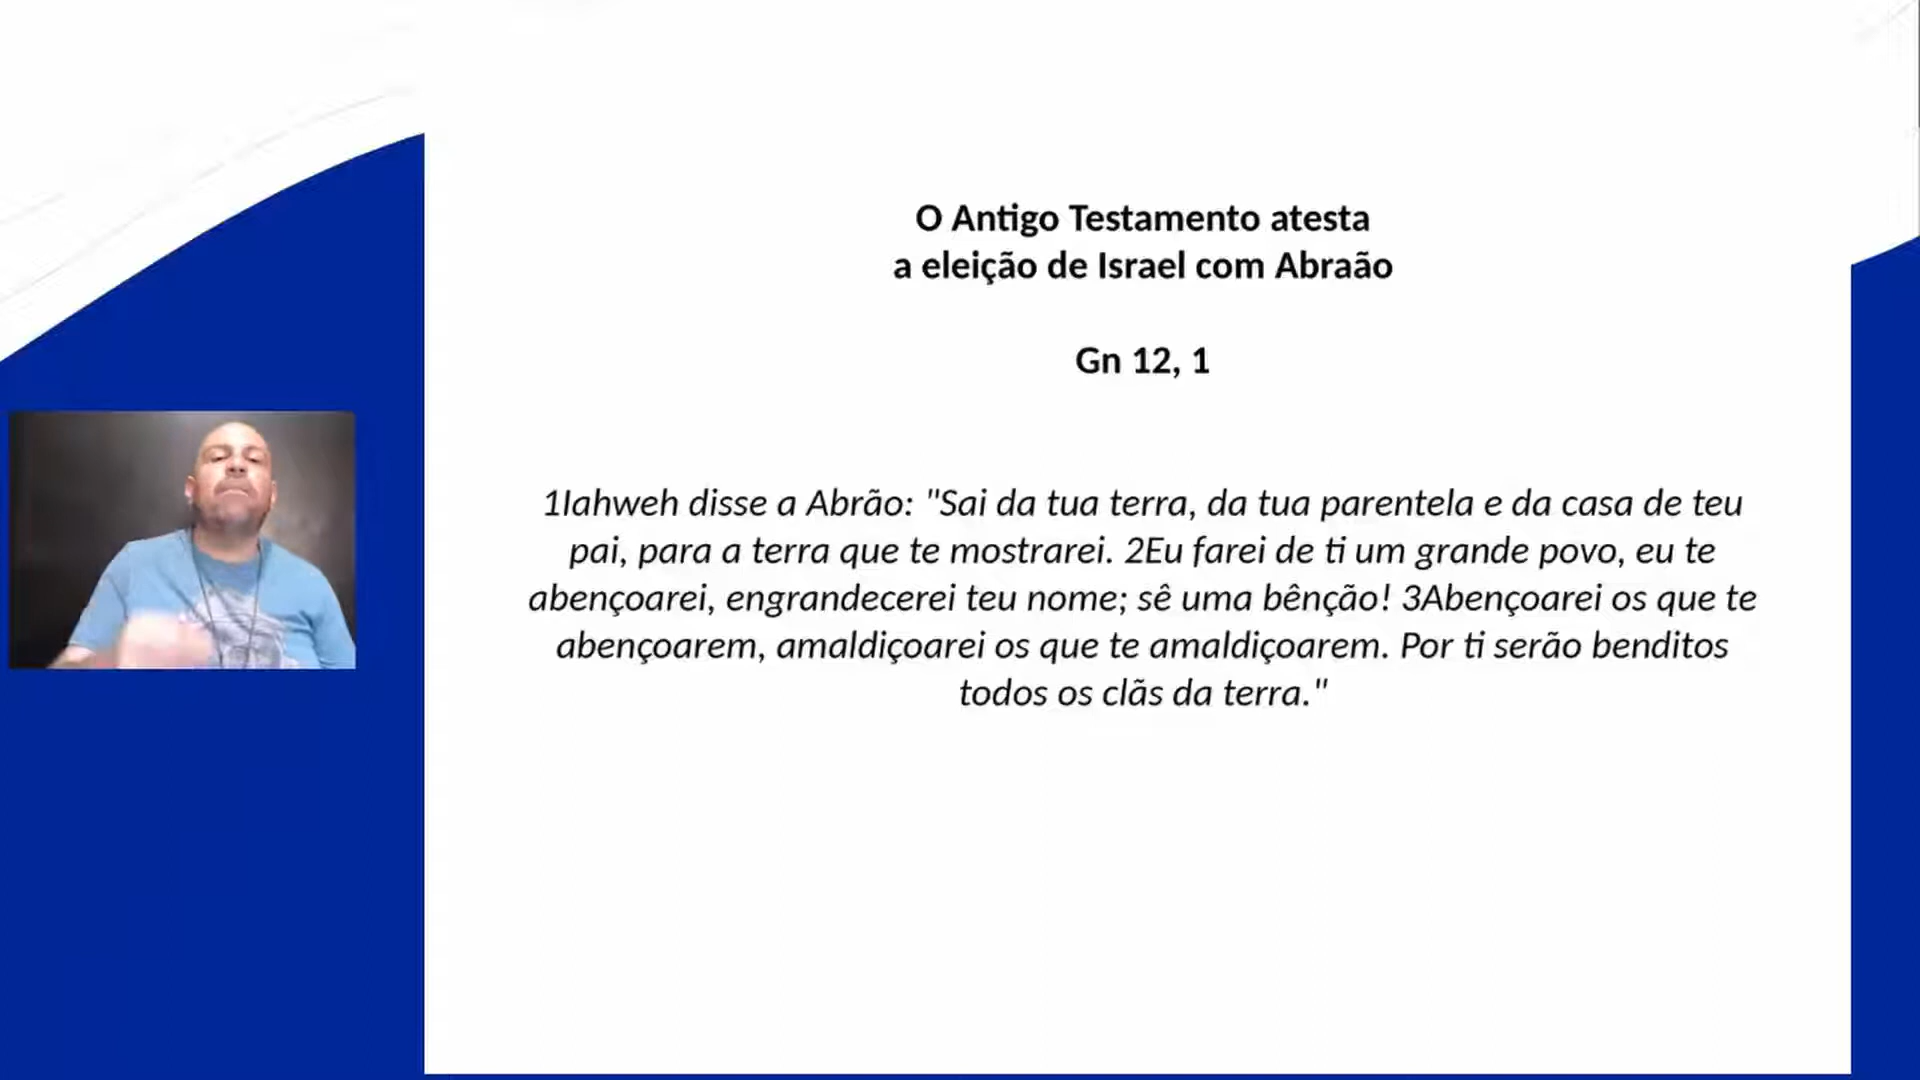 O Antigo Testamento atesta
a eleição de Israel com Abraão
Gn 12, 1
1Iahweh disse a Abrão: "Sai da tua terra, da tua parentela e da casa de teu
pai, para a terra que te mostrarei. 2Eu farei de ti um grande povo, eu te
abençoarei, engrandecerei teu nome; sê uma bênção! 3Abençoarei os que te
abençoarem, amaldiçoarei os que te amaldiçoarem. Por ti serão benditos
todos os clãs da terra."